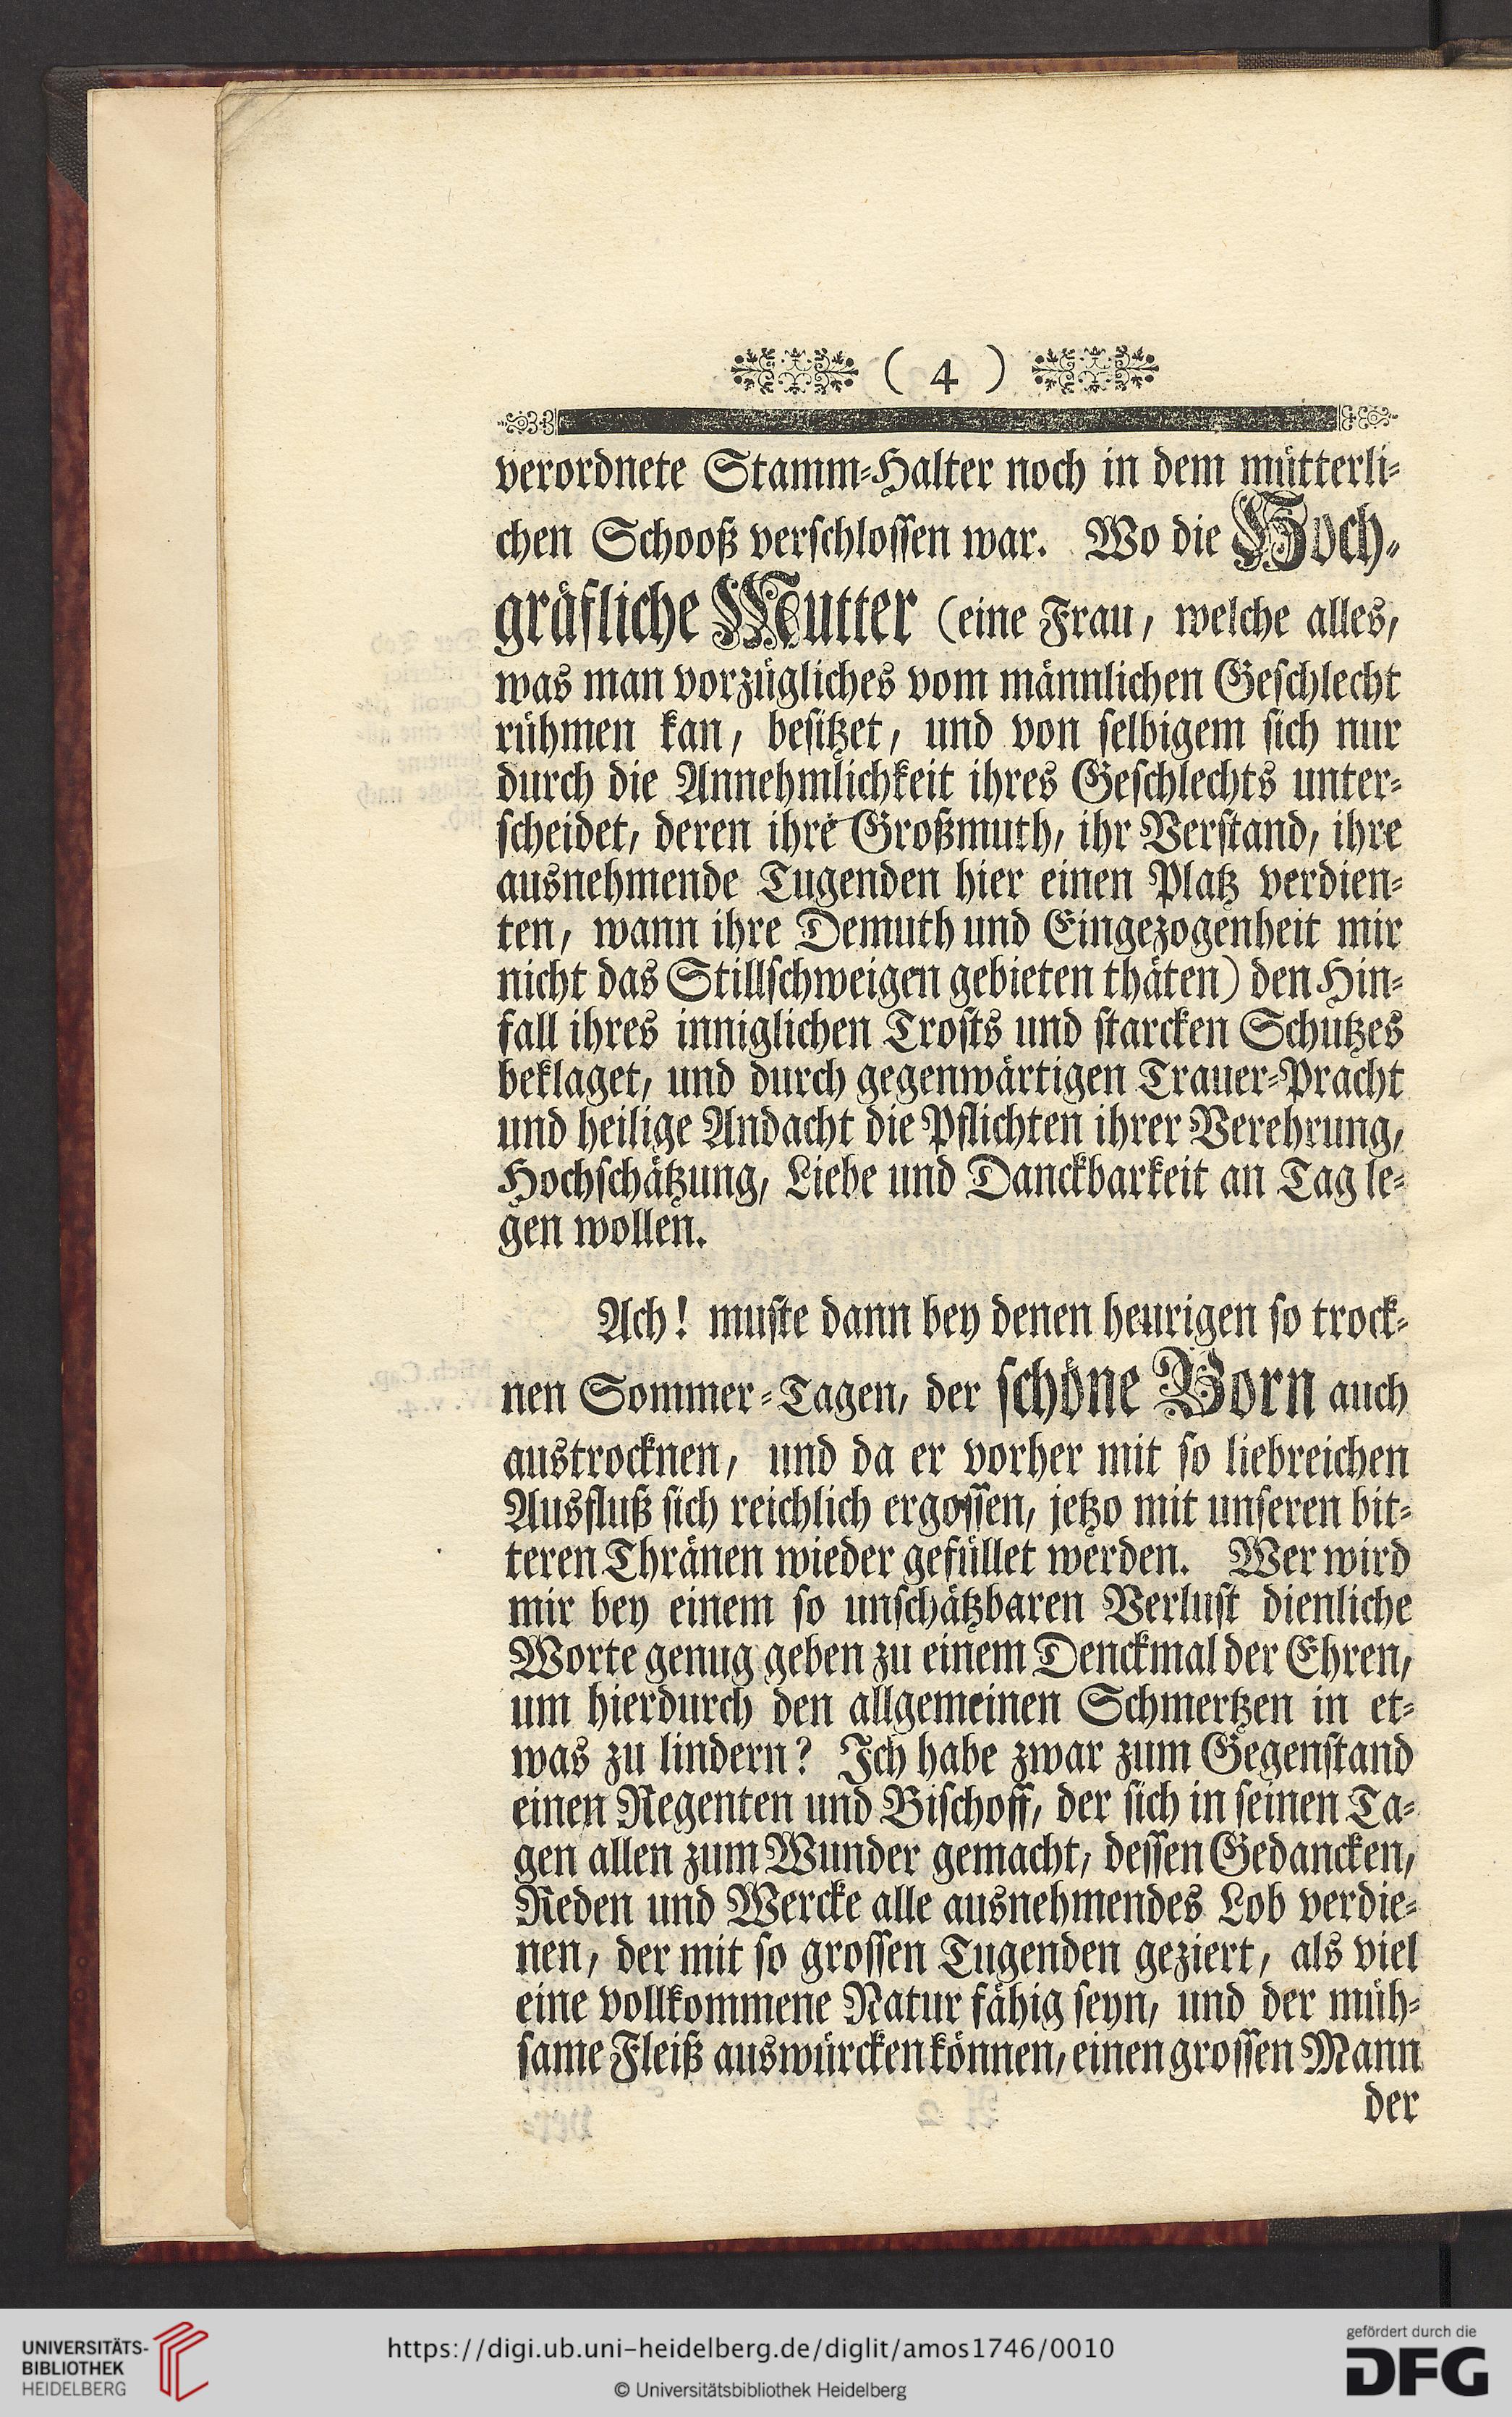 ( 4 )
verordnete Stamm-Halter noch in dem mütterli-
chen Schooß verschlossen war. Wo die Hoch-
gräfliche Mutter (eine Frau, welche alles,
was man vorzügliches vom männlichen Geschlecht
rühmen kan, besitzet, und von selbigem sich nur
durch die Annehmlichkeit ihres Geschlechts unter-
scheidet, deren ihre Großmuth, ihr Verstand, ihre
ausnehmende Tugenden hier einen Platz verdien-
ten, wann ihre Demuth und Eingezogenheit mir
nicht das Stillschweigen gebieten thäten) den Hin-
fall ihres inniglichen Trosts und starcken Schutzes
beklaget, und durch gegenwärtigen Trauer-Pracht
und heilige Andacht die Pflichten ihrer Verehrung,
Hochschätzung, Liebe und Danckbarkeit an Tag le-
gen wollen.
Ach! muste dann bey denen heurigen so trock-
nen Sommer-Tagen, der schöne Born auch
austrocknen, und da er vorher mit so liebreichen
Ausfluß sich reichlich ergossen, jetzo mit unseren bit-
teren Thränen wieder gefüllet werden. Wer wird
mir bey einem so unschätzbaren Verlust dienliche
Worte genug geben zu einem Denckmal der Ehren,
um hierdurch den allgemeinen Schmertzen in et-
was zu lindern? Ich habe zwar zum Gegenstand
einen Regenten und Bischoff, der sich in seinen Ta-
gen allen zum Wunder gemacht, dessen Gedancken,
Reden und Wercke alle ausnehmendes Lob verdie-
nen, der mit so grossen Tugenden geziert, als viel
eine vollkommene Natur fähig seyn, und der müh-
same Fleiß auswürcken können, einen grossen Mann
der
UNIVERSITÄTS-
BIBLIOTHEK
HEIDELBERG
https://digi.ub.uni-heidelberg.de/diglit/amos1746/0010
© Universitätsbibliothek Heidelberg
gefördert durch die
DFG